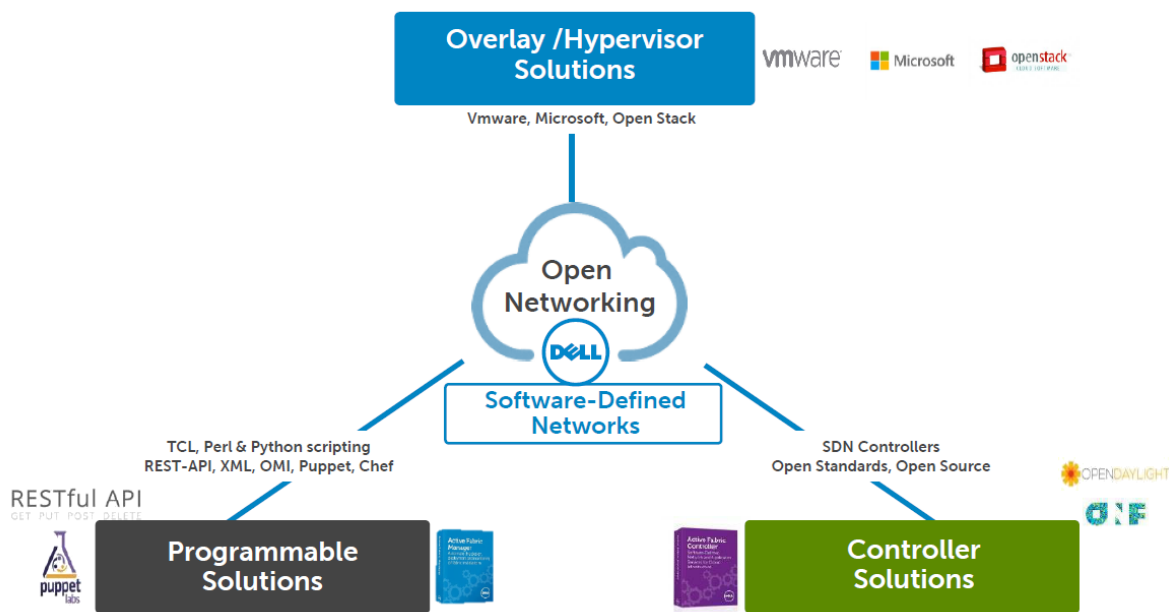 Overlay /Hypervisor
Solutions
vmware
Microsoft
openstack
Vmware, Microsoft, Open Stack
Open
Networking
DELL
Software-Defined
Networks
TCL, Perl & Python scripting
REST-API, XML, OMI, Puppet, Chef
SDN Controllers
Open Standards, Open Source
RESTful API
GET PUT POST DELETE
OPENDAYLIGHT
ONF
puppet
labs
Programmable
Solutions
Active Fabric
Manager
Active Fabric
Controller
Controller
Solutions